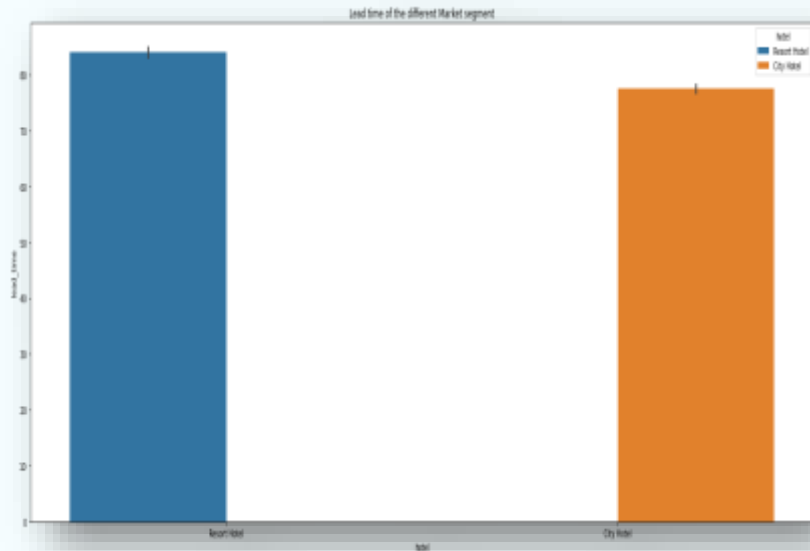 Lead time of the different Market segment
hotel
Resort Hotel
City Hotel
80
70
60
50
40
30
20
10
0
lead_time
Resort Hotel
City Hotel
hotel